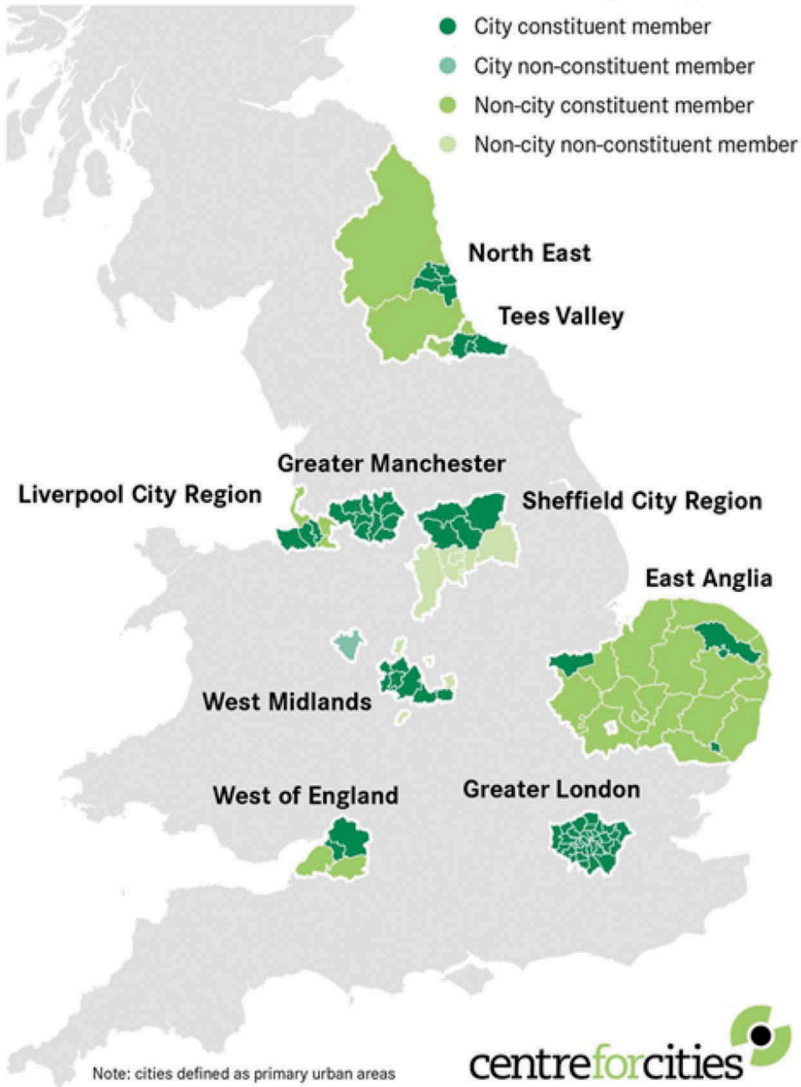 City constituent member
City non-constituent member
Non-city constituent member
Non-city non-constituent member
North East
Tees Valley
Greater Manchester
Liverpool City Region
Sheffield City Region
East Anglia
West Midlands
West of England
Greater London
Note: cities defined as primary urban areas
centreforcities